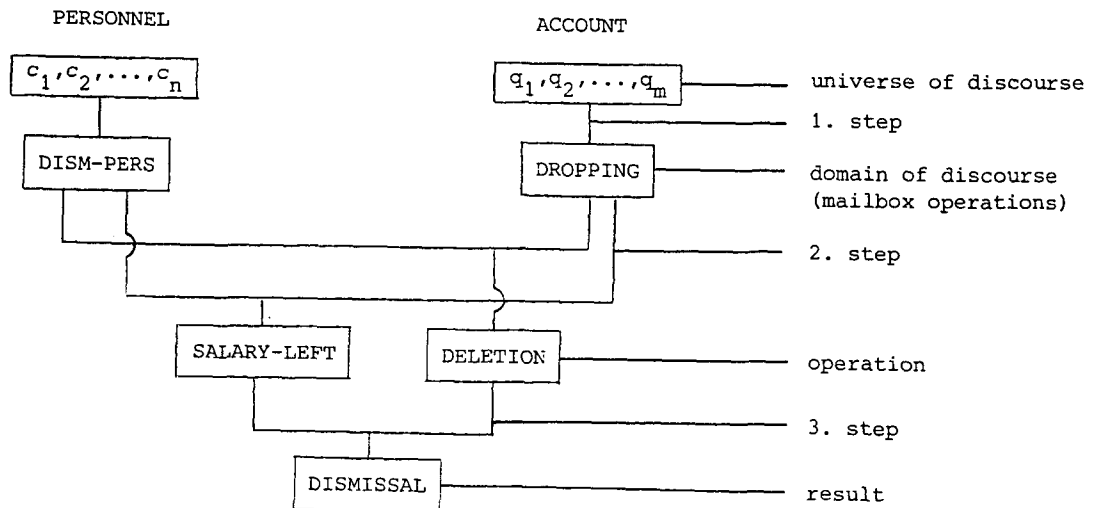 PERSONNEL
ACCOUNT
c1,c2,...,cn
q1,q2,...,qm
universe of discourse
1. step
DISM-PERS
DROPPING
domain of discourse
(mailbox operations)
2. step
SALARY-LEFT
DELETION
operation
3. step
DISMISSAL
result